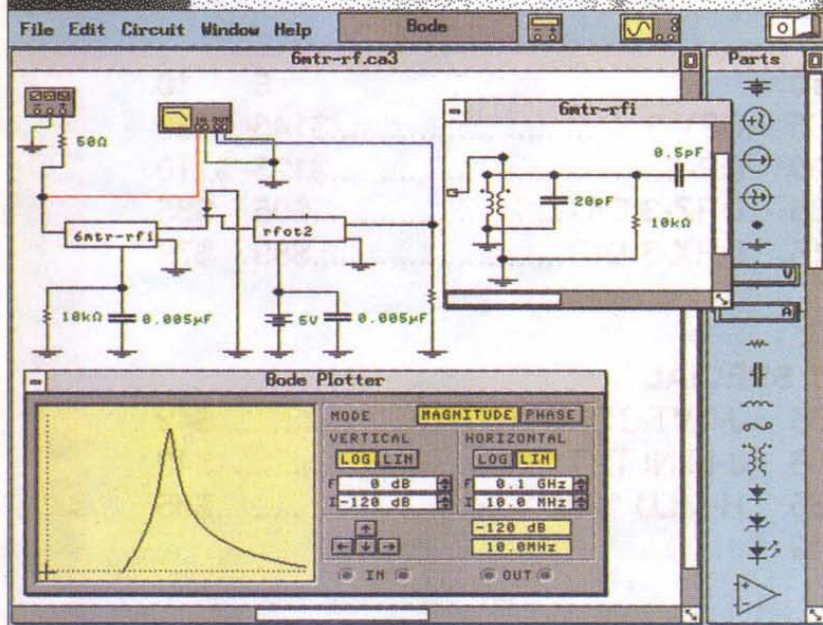 File Edit Circuit Window Help
Bode
6mtr-rf.ca3
Parts
IN OUT
50Ω
6mtr-rfi
0.5pF
20pF
10kΩ
6mtr-rfi
rfot2
10kΩ
0.005µF
5V
0.005µF
V
A
Bode Plotter
MODE MAGNITUDE PHASE
VERTICAL HORIZONTAL
LOG LIN LOG LIN
F 0 dB F 0.1 GHz
I -120 dB I 10.0 MHz
-120 dB
10.0MHz
IN OUT